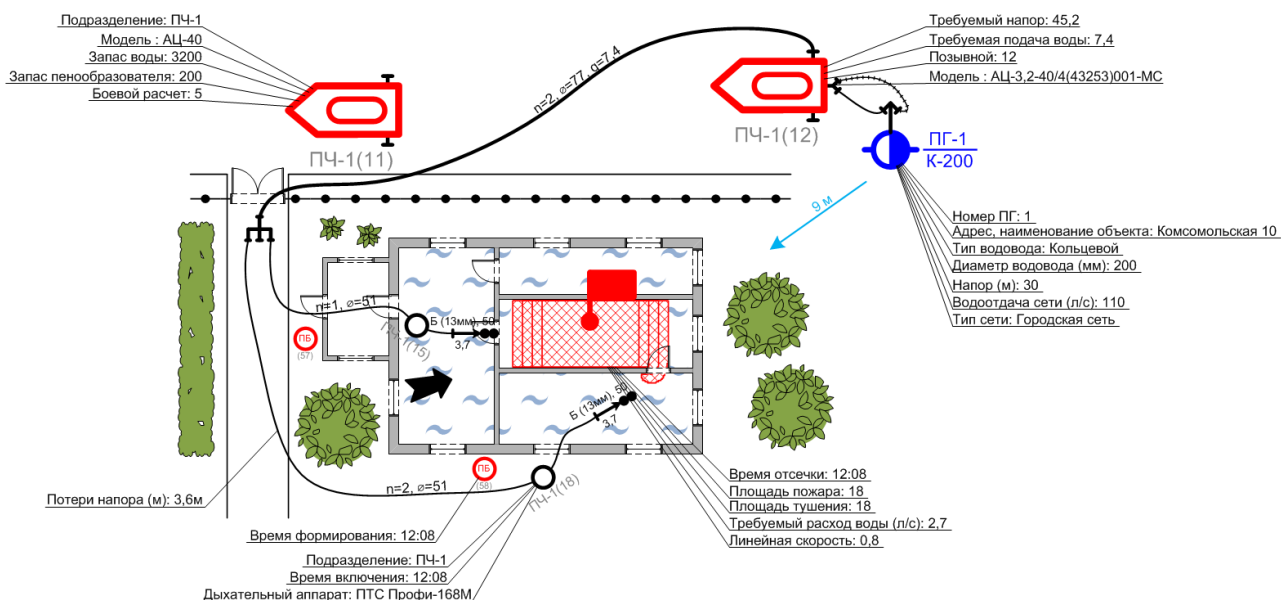 Подразделение: ПЧ-1
Модель : АЦ-40
Запас воды: 3200
Запас пенообразователя: 200
Боевой расчет: 5
ПЧ-1(11)
n=2, ⌀=77, q=7,4
Требуемый напор: 45,2
Требуемая подача воды: 7,4
Позывной: 12
Модель : АЦ-3,2-40/4(43253)001-МС
ПЧ-1(12)
ПГ-1
К-200
9 м
Номер ПГ: 1
Адрес, наименование объекта: Комсомольская 10
Тип водовода: Кольцевой
Диаметр водовода (мм): 200
Напор (м): 30
Водоотдача сети (л/с): 110
Тип сети: Городская сеть
n=1, ⌀=51
ПБ
(57)
ПЧ-1(15)
Б (13мм), 50
3,7
Б (13мм), 50
3,7
ПБ
(58)
n=2, ⌀=51
ПЧ-1(18)
Потери напора (м): 3,6м
Время формирования: 12:08
Подразделение: ПЧ-1
Время включения: 12:08
Дыхательный аппарат: ПТС Профи-168М
Время отсечки: 12:08
Площадь пожара: 18
Площадь тушения: 18
Требуемый расход воды (л/с): 2,7
Линейная скорость: 0,8